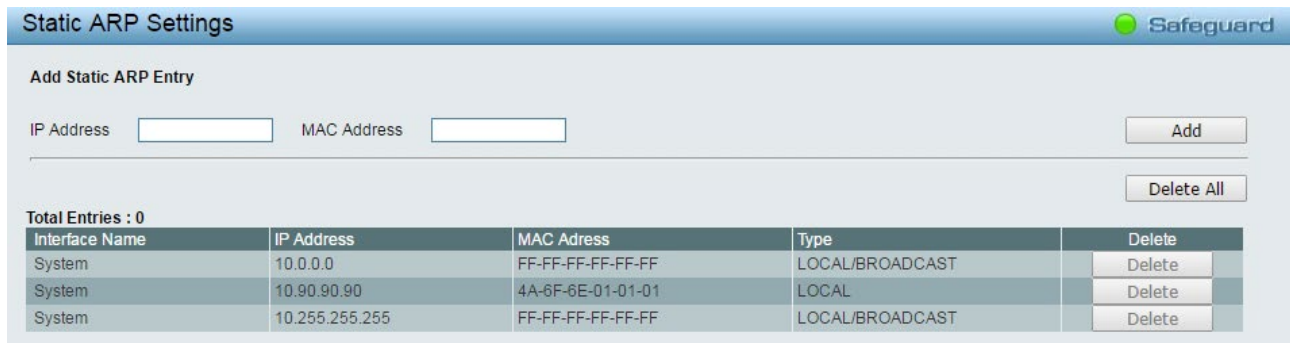 Static ARP Settings Safeguard
Add Static ARP Entry
IP Address MAC Address Add
Delete All
Total Entries : 0
Interface Name IP Address MAC Adress Type Delete
System 10.0.0.0 FF-FF-FF-FF-FF-FF LOCAL/BROADCAST Delete
System 10.90.90.90 4A-6F-6E-01-01-01 LOCAL Delete
System 10.255.255.255 FF-FF-FF-FF-FF-FF LOCAL/BROADCAST Delete